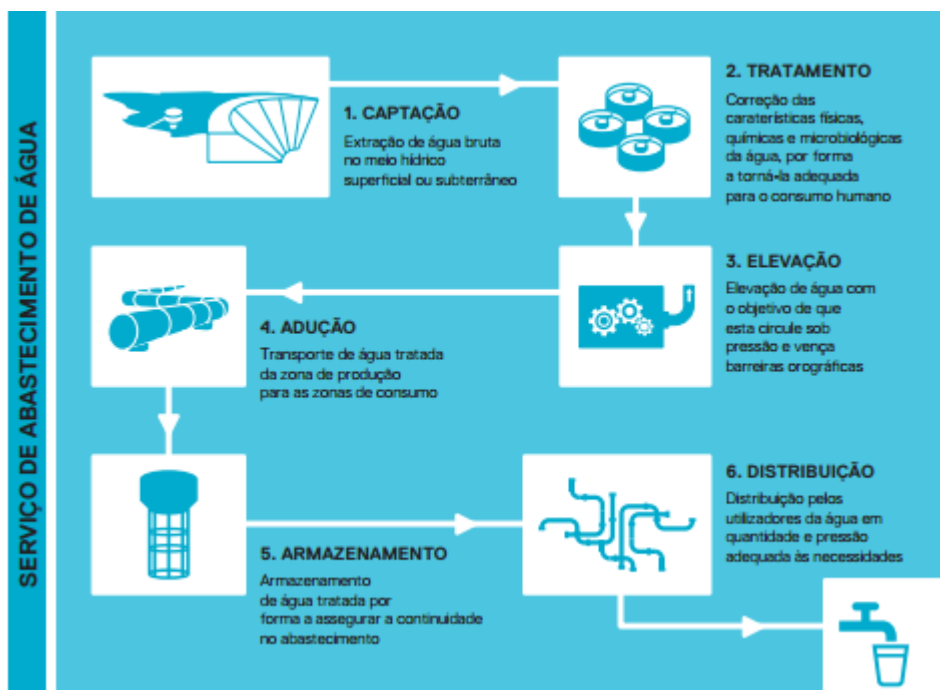 SERVIÇO DE ABASTECIMENTO DE ÁGUA
1. CAPTAÇÃO
Extração de água bruta
no meio hídrico
superficial ou subterrâneo
2. TRATAMENTO
Correção das
caraterísticas físicas,
químicas e microbiológicas
da água, por forma
a torná-la adequada
para o consumo humano
3. ELEVAÇÃO
Elevação de água com
o objetivo de que
esta circule sob
pressão e vença
barreiras orográficas
4. ADUÇÃO
Transporte de água tratada
da zona de produção
para as zonas de consumo
5. ARMAZENAMENTO
Armazenamento
de água tratada por
forma a assegurar a continuidade
no abastecimento
6. DISTRIBUIÇÃO
Distribuição pelos
utilizadores da água em
quantidade e pressão
adequada às necessidades